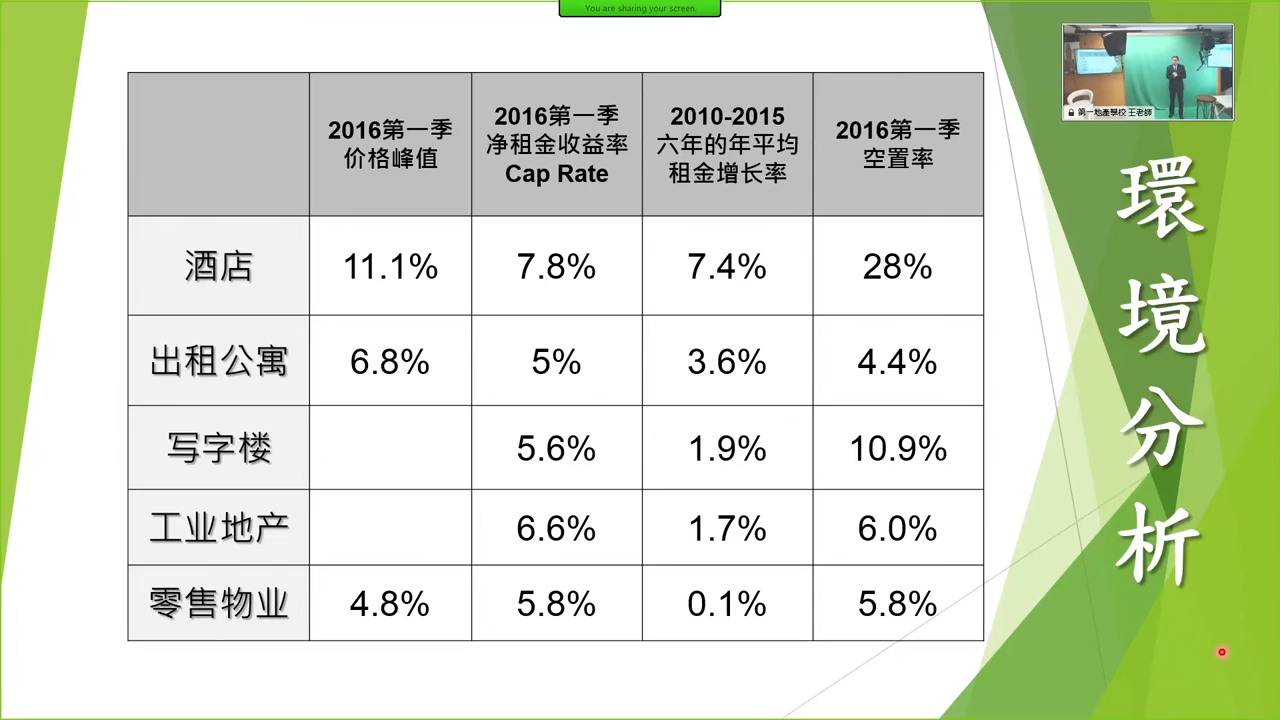 You are sharing your screen.
第一地產學校 王老師
2016第一季
价格峰值
2016第一季
净租金收益率
Cap Rate
2010-2015
六年的年平均
租金增长率
2016第一季
空置率
酒店 11.1% 7.8% 7.4% 28%
出租公寓 6.8% 5% 3.6% 4.4%
写字楼 5.6% 1.9% 10.9%
工业地产 6.6% 1.7% 6.0%
零售物业 4.8% 5.8% 0.1% 5.8%
環境分析